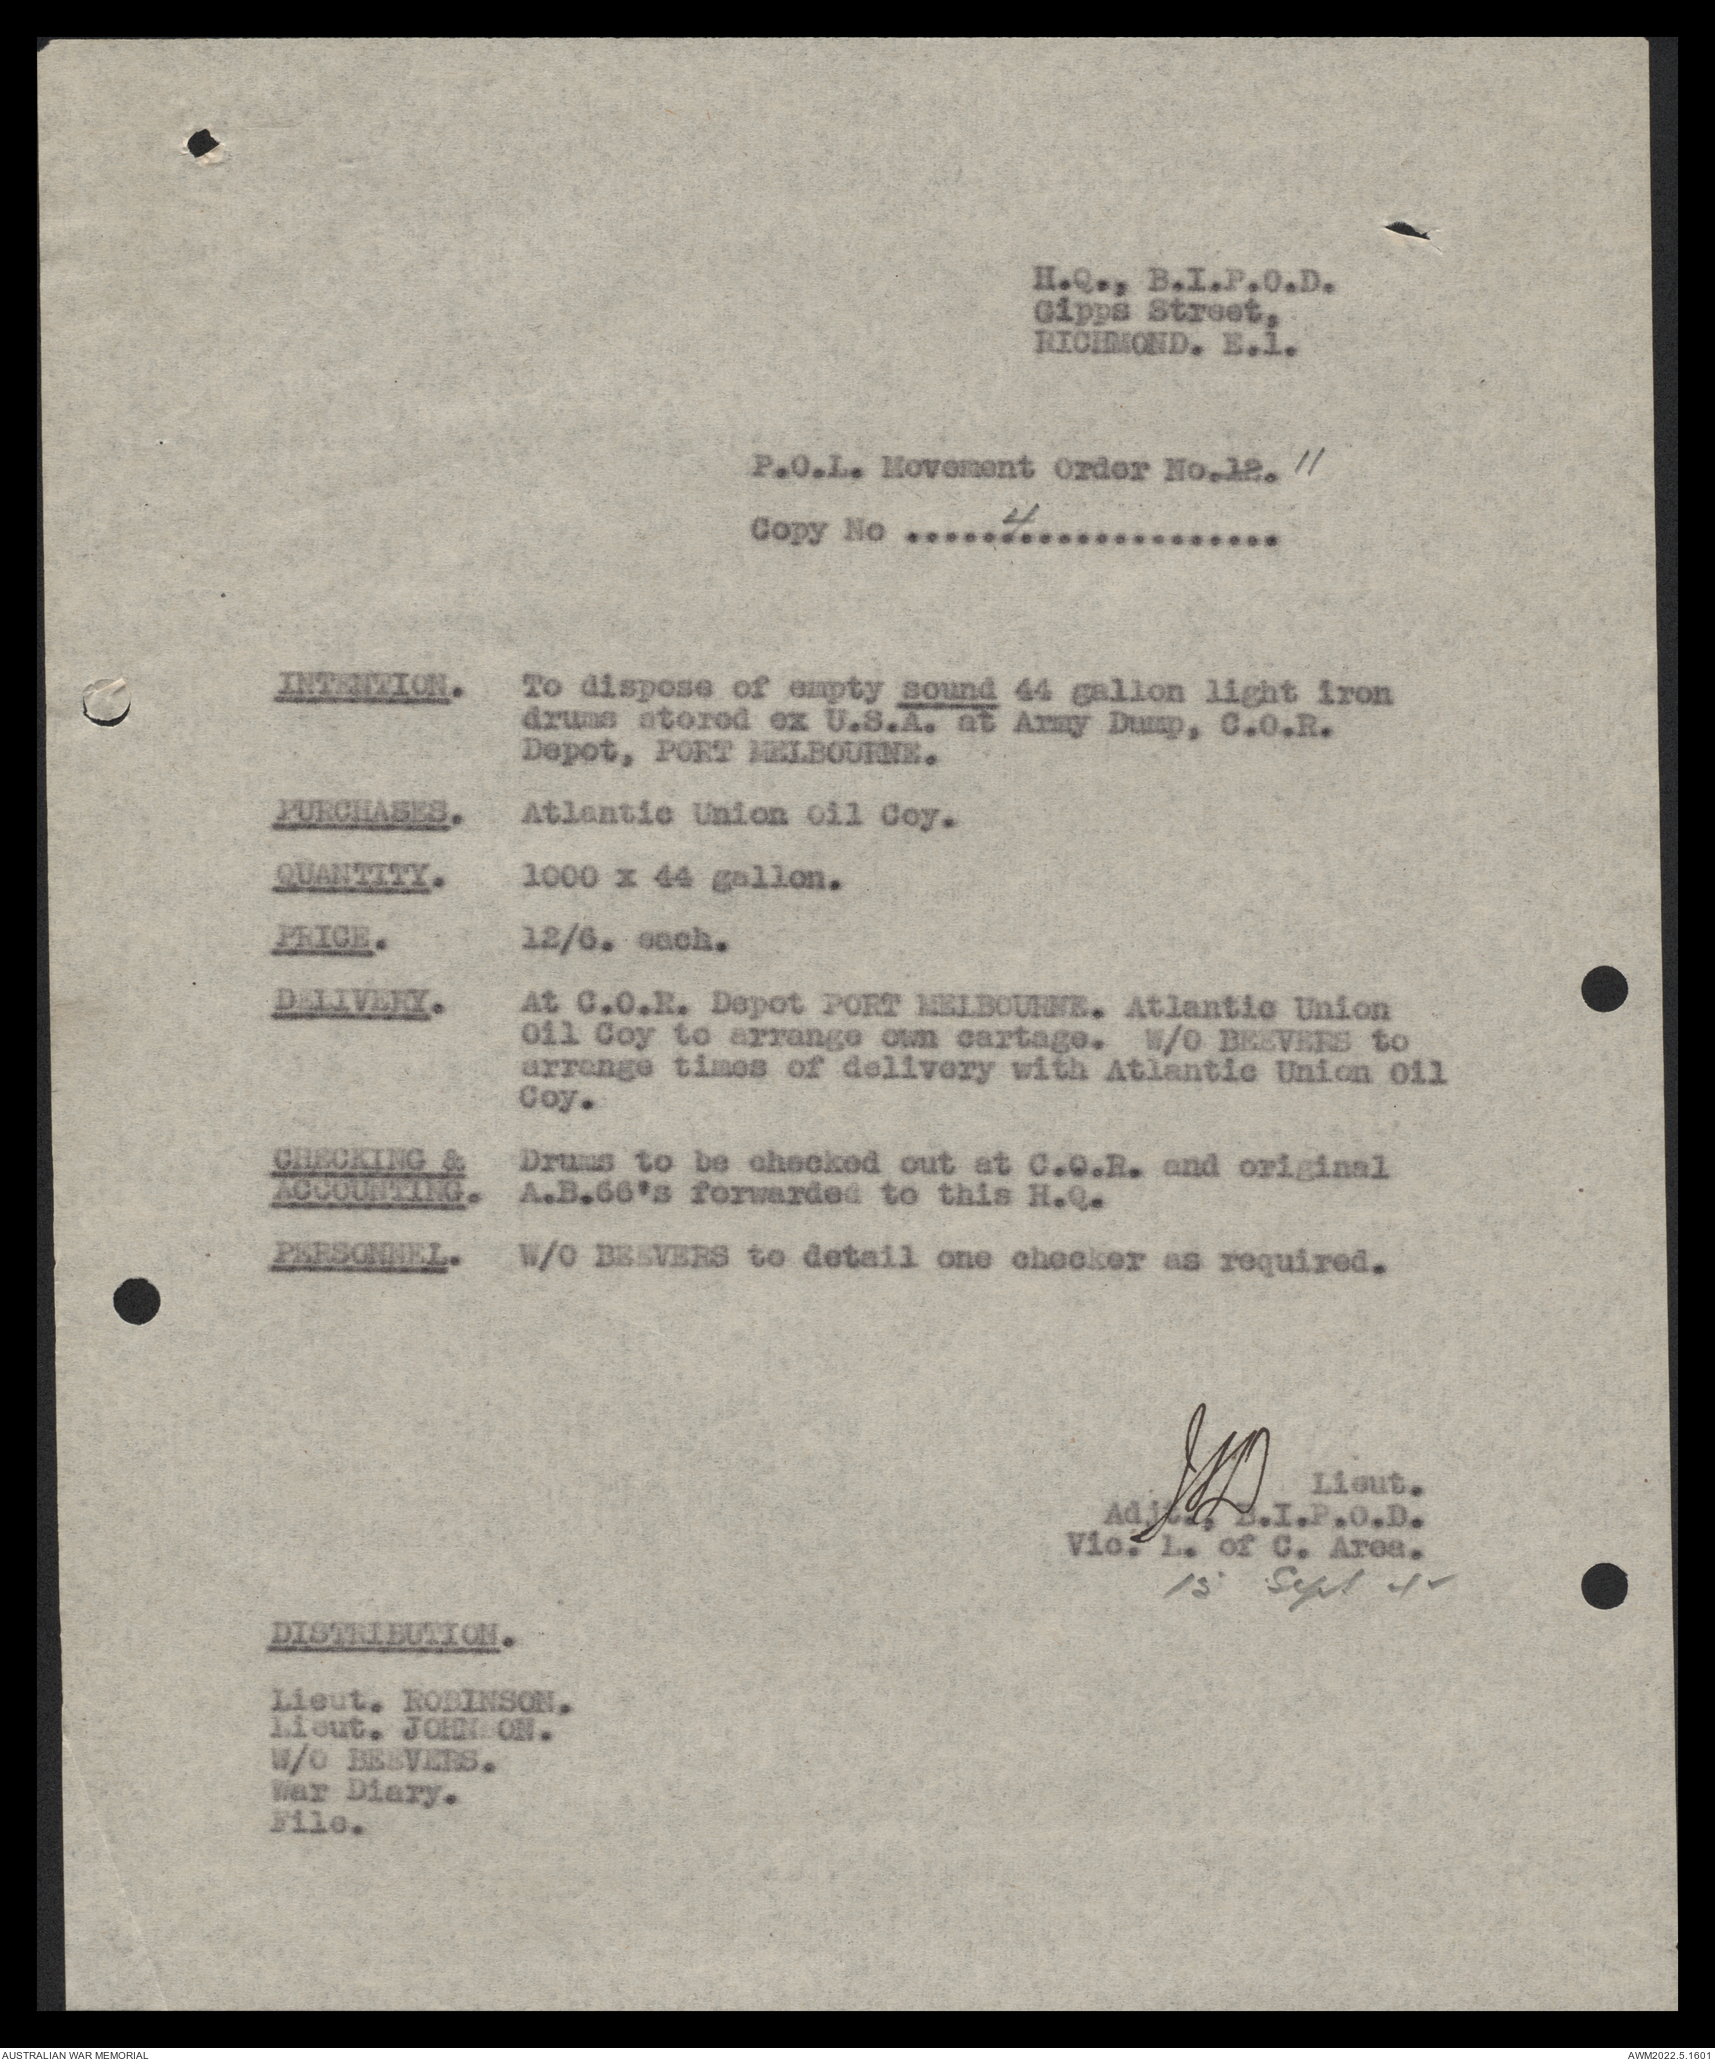 H.Q., B.I.P.O.D.
Gipps Street,
RICHMOND. E.1.
P.O.L. Movement Order No.12. 11
Copy No .....4....................
INTENTION. To dispose of empty sound 44 gallon light iron
drums stored ex U.S.A. at Army Dump, C.O.R.
Depot, PORT MELBOURNE.
PURCHASES. Atlantic Union Oil Coy.
QUANTITY. 1000 x 44 gallon.
PRICE. 12/6. each.
DELIVERY. At C.O.R. Depot PORT MELBOURNE. Atlantic Union
Oil Coy to arrange own cartage. W/O BEEVERS to
arrange times of delivery with Atlantic Union Oil
Coy.
CHECKING & Drums to be checked out at C.O.R. and original
ACCOUNTING. A.B.66's forwarded to this H.Q.
PERSONNEL. W/O BEEVERS to detail one checker as required.
Lieut.
Adjt., B.I.P.O.D.
Vic. L. of C. Area.
Sept
DISTRIBUTION.
Lieut. ROBINSON.
Lieut. JOHNSON.
W/O BEEVERS.
War Diary.
File.
AUSTRALIAN WAR MEMORIAL
AWM2022.5.1601